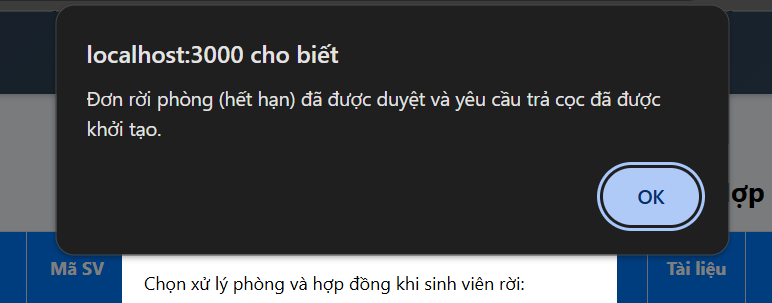 localhost:3000 cho biết
Đơn rời phòng (hết hạn) đã được duyệt và yêu cầu trả cọc đã được
khởi tạo.
OK
ợp
Mã SV
Tài liệu
Chọn xử lý phòng và hợp đồng khi sinh viên rời: